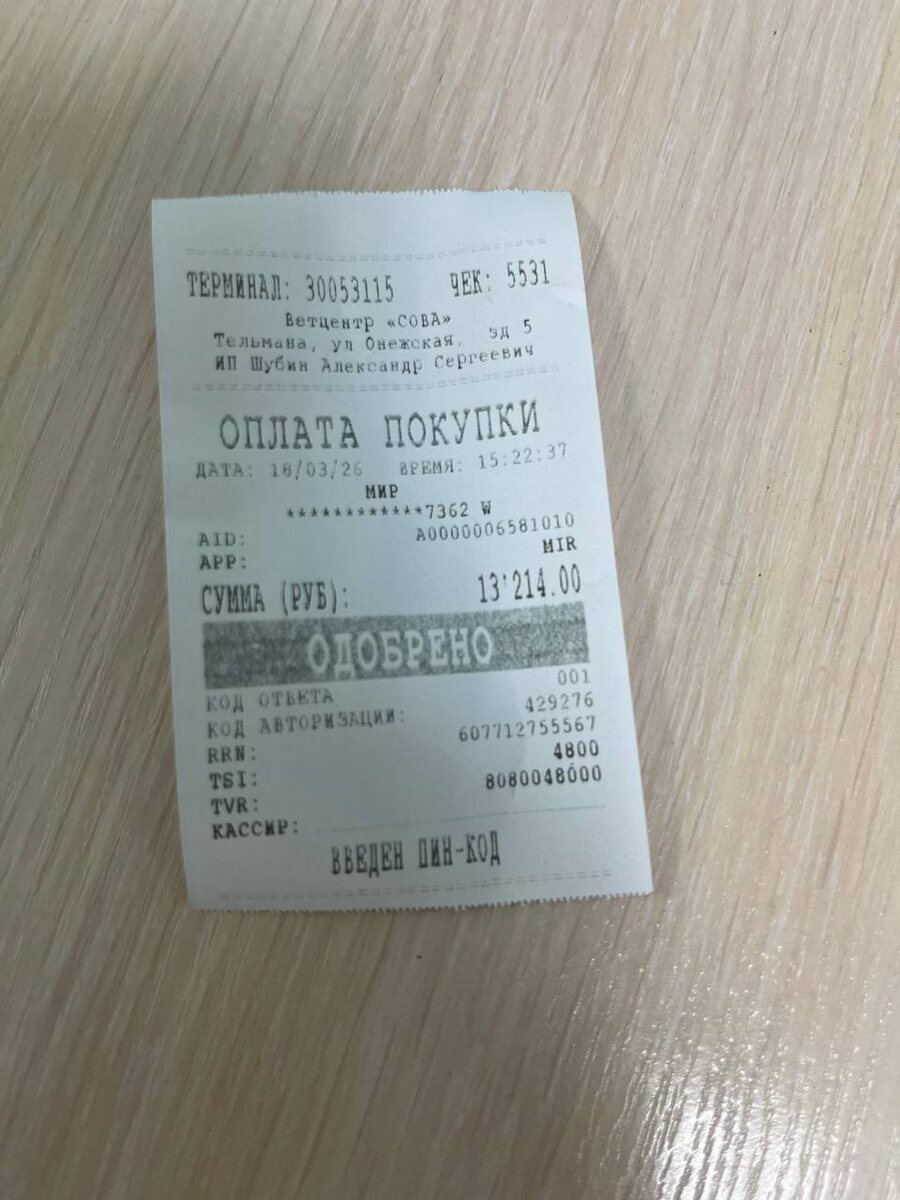 ТЕРМИНАЛ: 30053115 ЧЕК: 5531
Ветцентр «СОВА»
Тельмана, ул Онежская, зд 5
ИП Шубин Александр Сергеевич
ОПЛАТА ПОКУПКИ
ДАТА: 18/03/26 ВРЕМЯ: 15:22:37
МИР
************7362 W
AID: A0000006581010
APP: MIR
СУММА (РУБ): 13'214.00
ОДОБРЕНО
КОД ОТВЕТА 001
КОД АВТОРИЗАЦИИ: 429276
RRN: 607712755567
TSI: 4800
TVR: 8080048000
КАССИР:
ВВЕДЕН ПИН-КОД